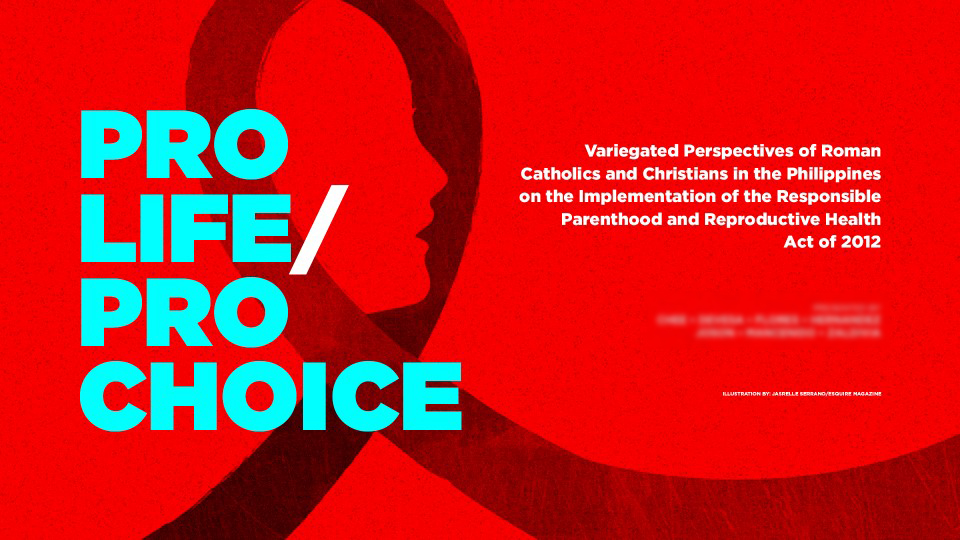 PRO
LIFE/
PRO
CHOICE
Variegated Perspectives of Roman
Catholics and Christians in the Philippines
on the Implementation of the Responsible
Parenthood and Reproductive Health
Act of 2012
ILLUSTRATION BY: JASRELLE SERRANO/ESQUIRE MAGAZINE